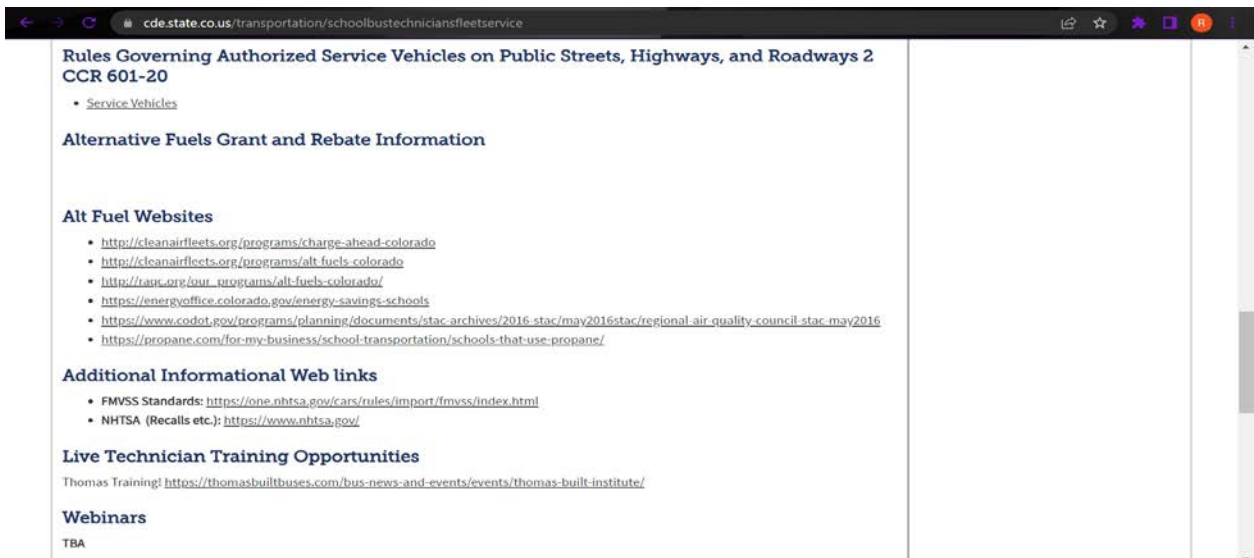 cde.state.co.us/transportation/schoolbustechniciansfleetservice
R
Rules Governing Authorized Service Vehicles on Public Streets, Highways, and Roadways 2
CCR 601-20
• Service Vehicles
Alternative Fuels Grant and Rebate Information
Alt Fuel Websites
• http://cleanairfleets.org/programs/charge-ahead-colorado
• http://cleanairfleets.org/programs/alt-fuels-colorado
• http://raqc.org/our_programs/alt-fuels-colorado/
• https://energyoffice.colorado.gov/energy-savings-schools
• https://www.codot.gov/programs/planning/documents/stac-archives/2016-stac/may2016stac/regional-air-quality-council-stac-may2016
• https://propane.com/for-my-business/school-transportation/schools-that-use-propane/
Additional Informational Web links
• FMVSS Standards: https://one.nhtsa.gov/cars/rules/import/fmvss/index.html
• NHTSA (Recalls etc.): https://www.nhtsa.gov/
Live Technician Training Opportunities
Thomas Training! https://thomasbuiltbuses.com/bus-news-and-events/events/thomas-built-institute/
Webinars
TBA